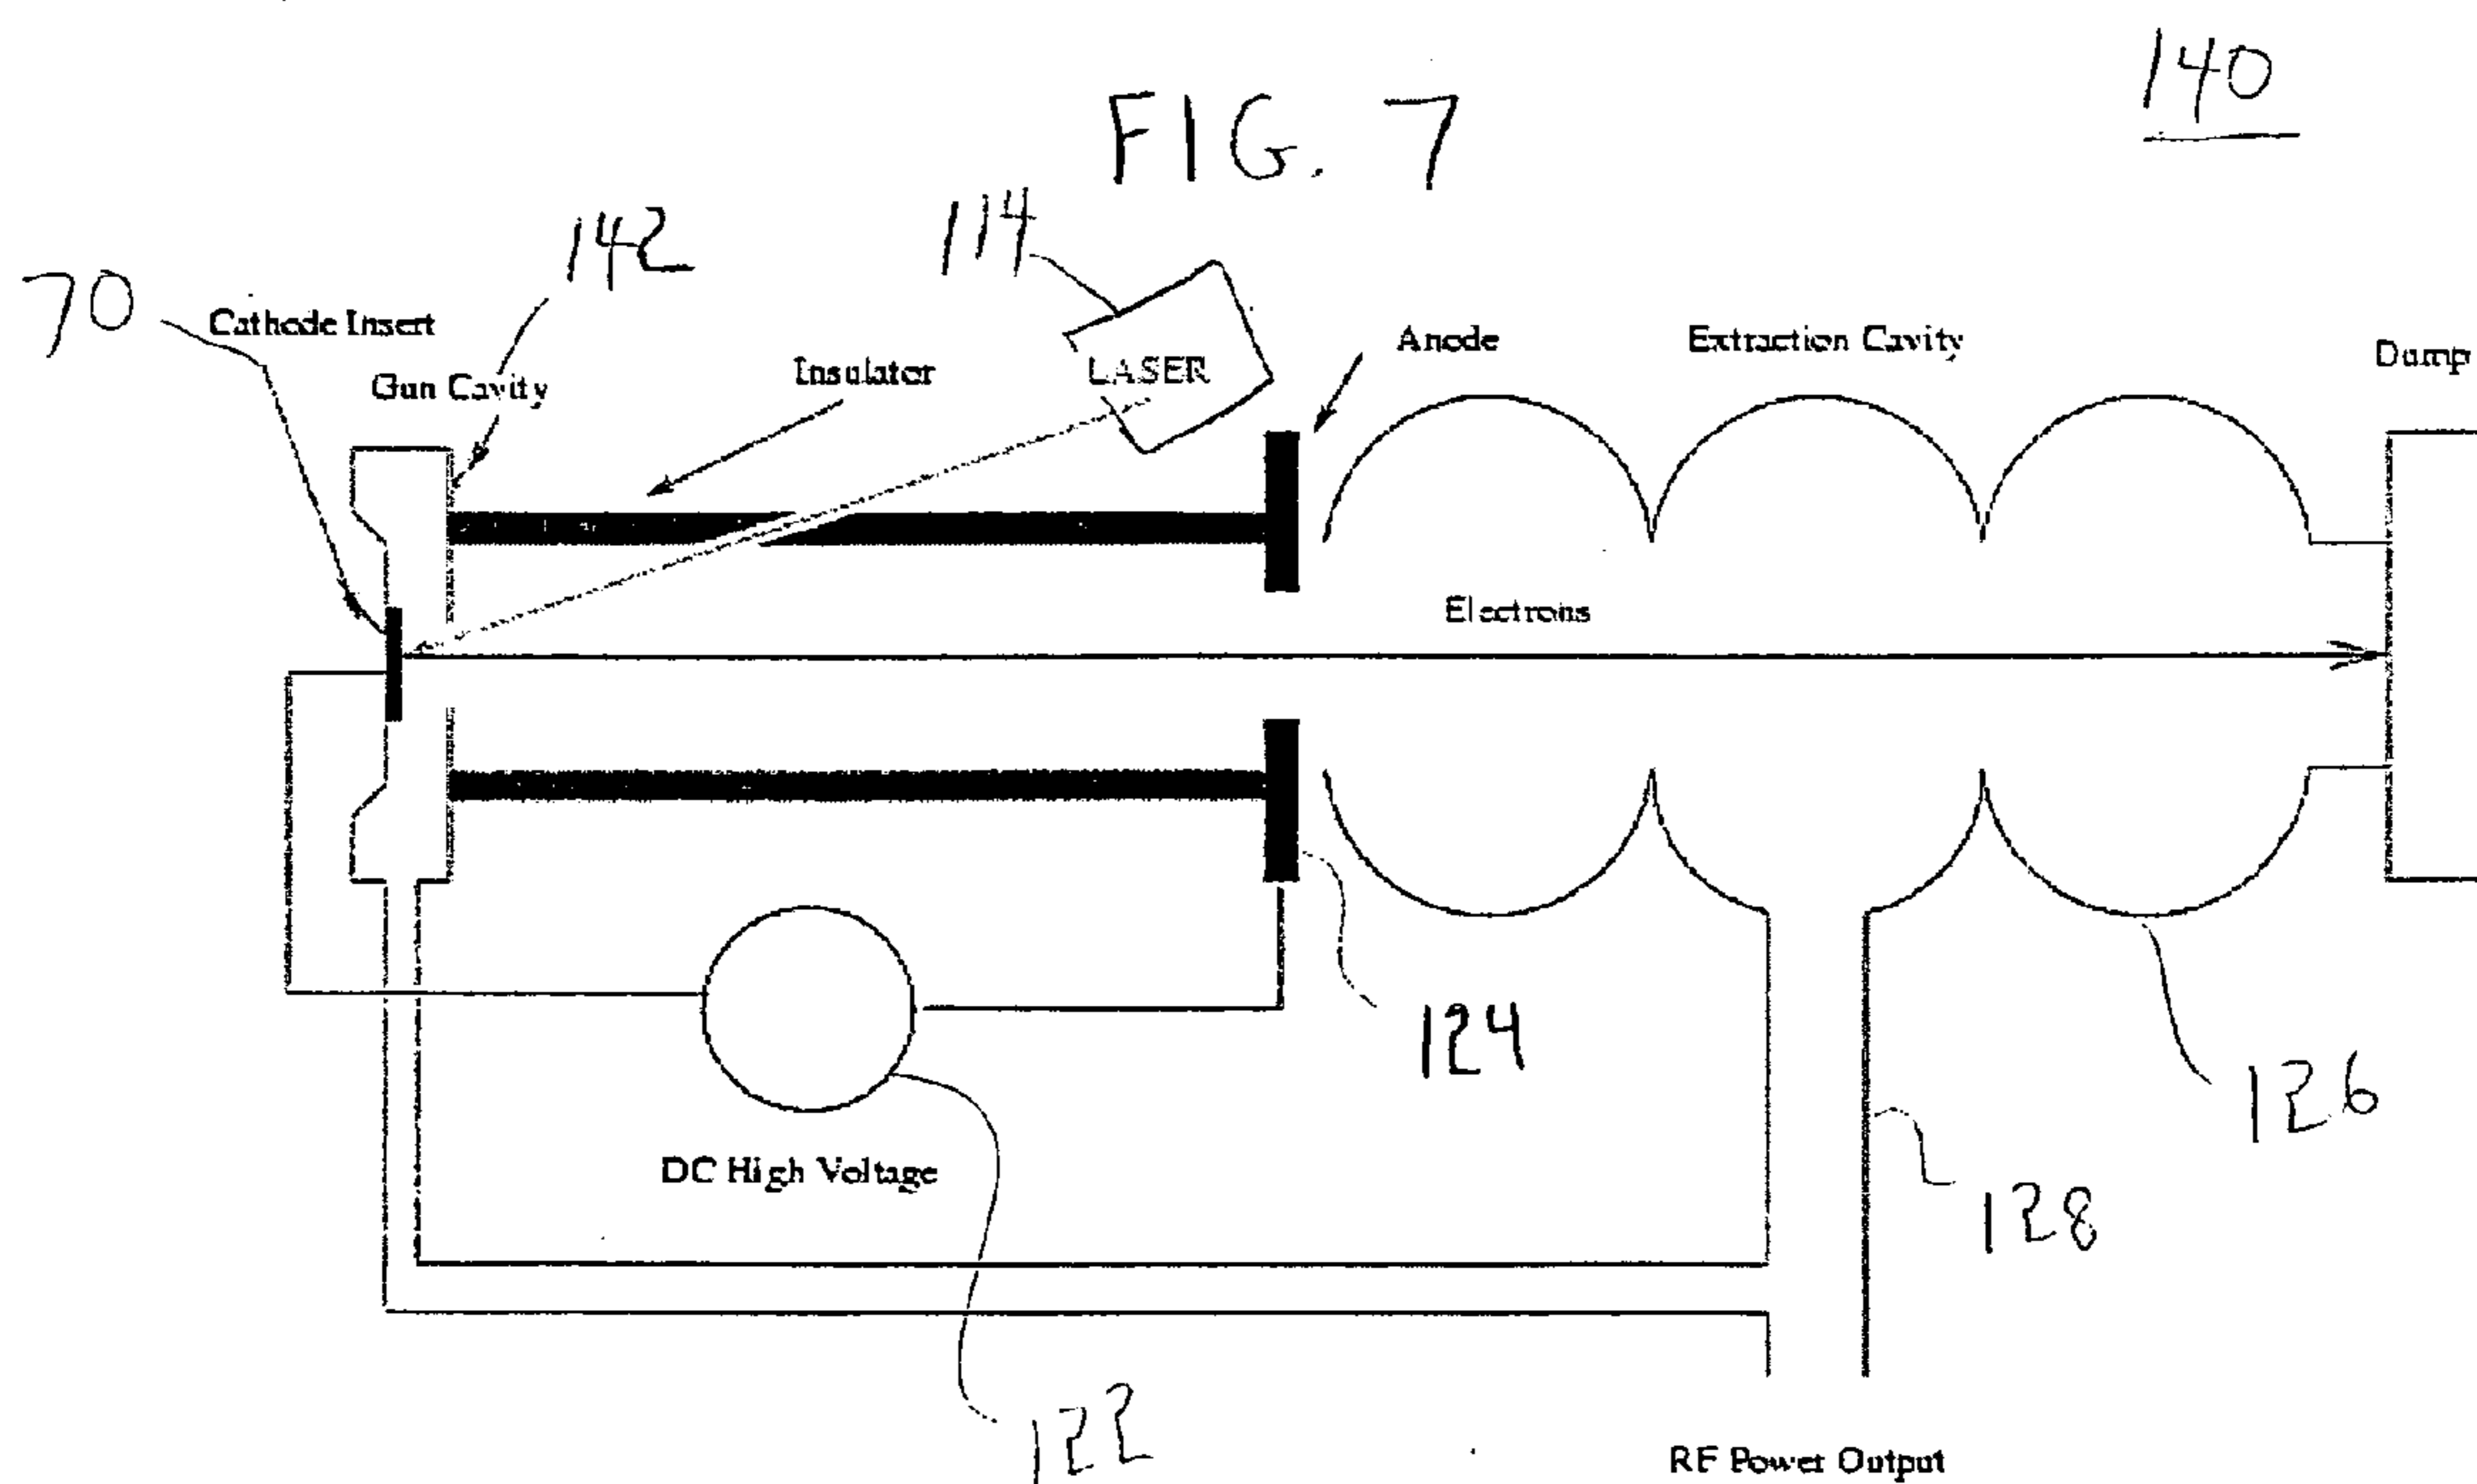 140
FIG. 7
142
114
70
Cathode Insert
Gun Cavity
Insulator
LASER
Anode
Extraction Cavity
Dump
Electrons
124
126
128
DC High Voltage
122
RF Power Output